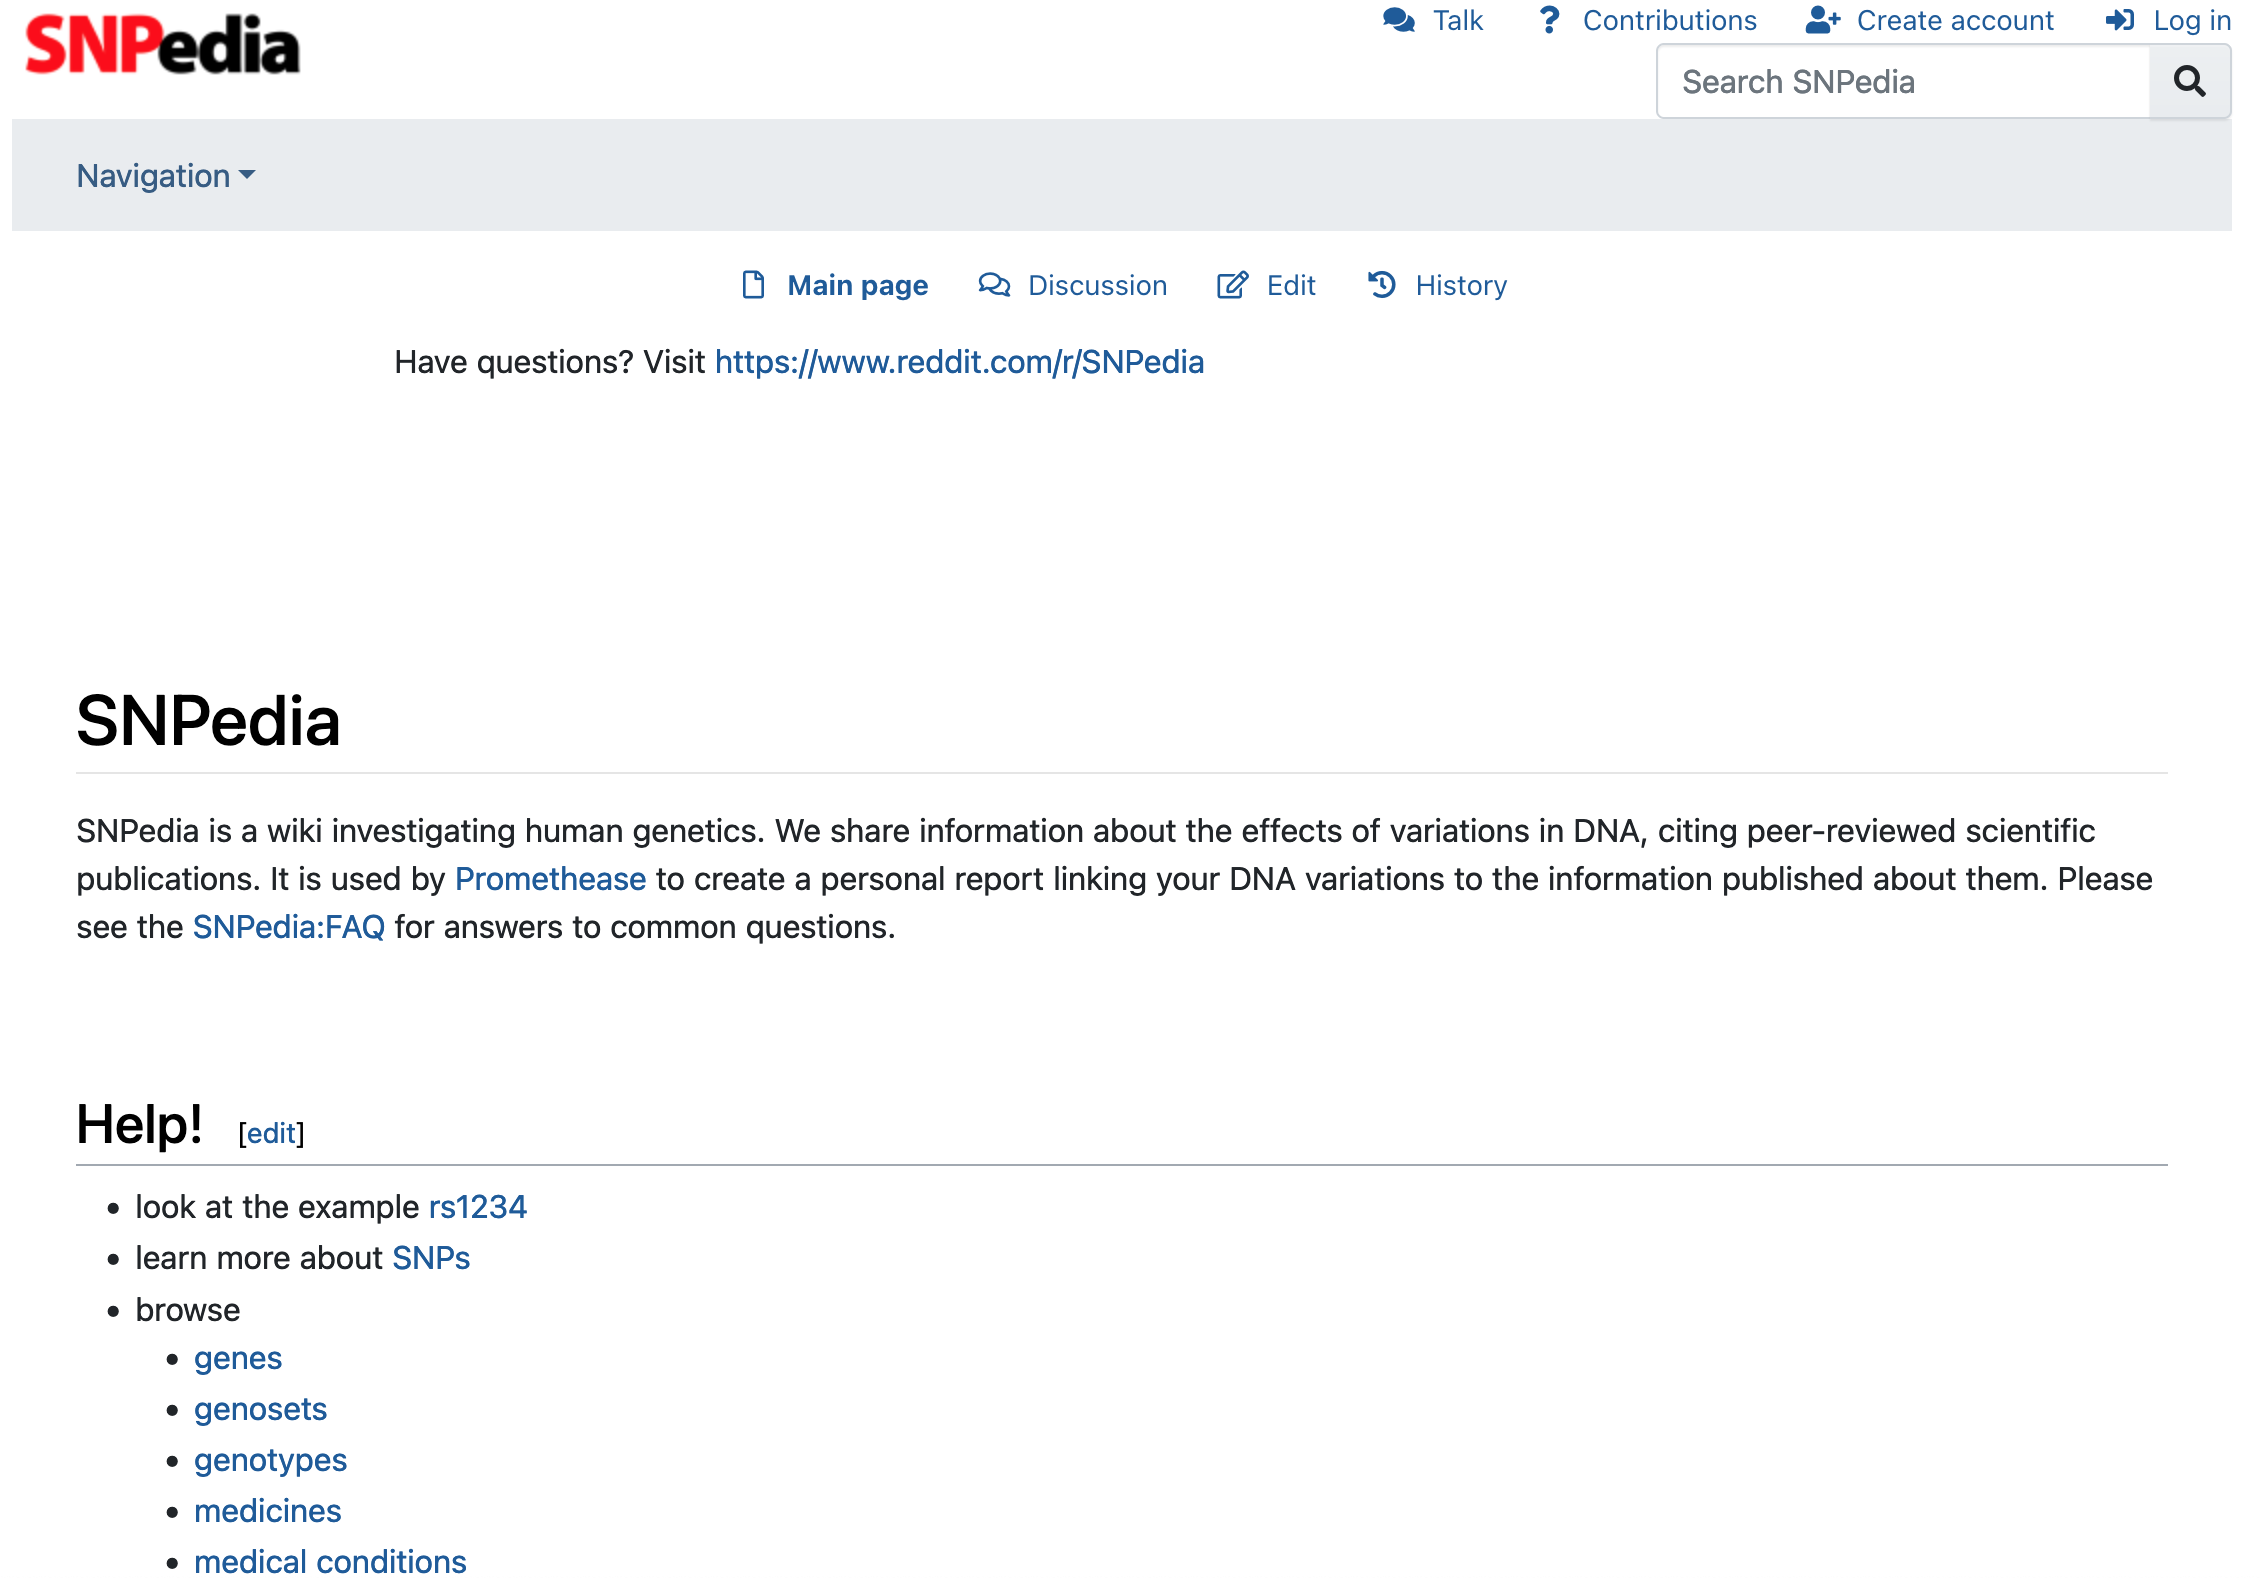 SNPedia
Talk Contributions Create account Log in
Search SNPedia
Navigation
Main page Discussion Edit History
Have questions? Visit https://www.reddit.com/r/SNPedia
SNPedia
SNPedia is a wiki investigating human genetics. We share information about the effects of variations in DNA, citing peer-reviewed scientific
publications. It is used by Promethease to create a personal report linking your DNA variations to the information published about them. Please
see the SNPedia:FAQ for answers to common questions.
Help! [edit]
look at the example rs1234
learn more about SNPs
browse
genes
genosets
genotypes
medicines
medical conditions